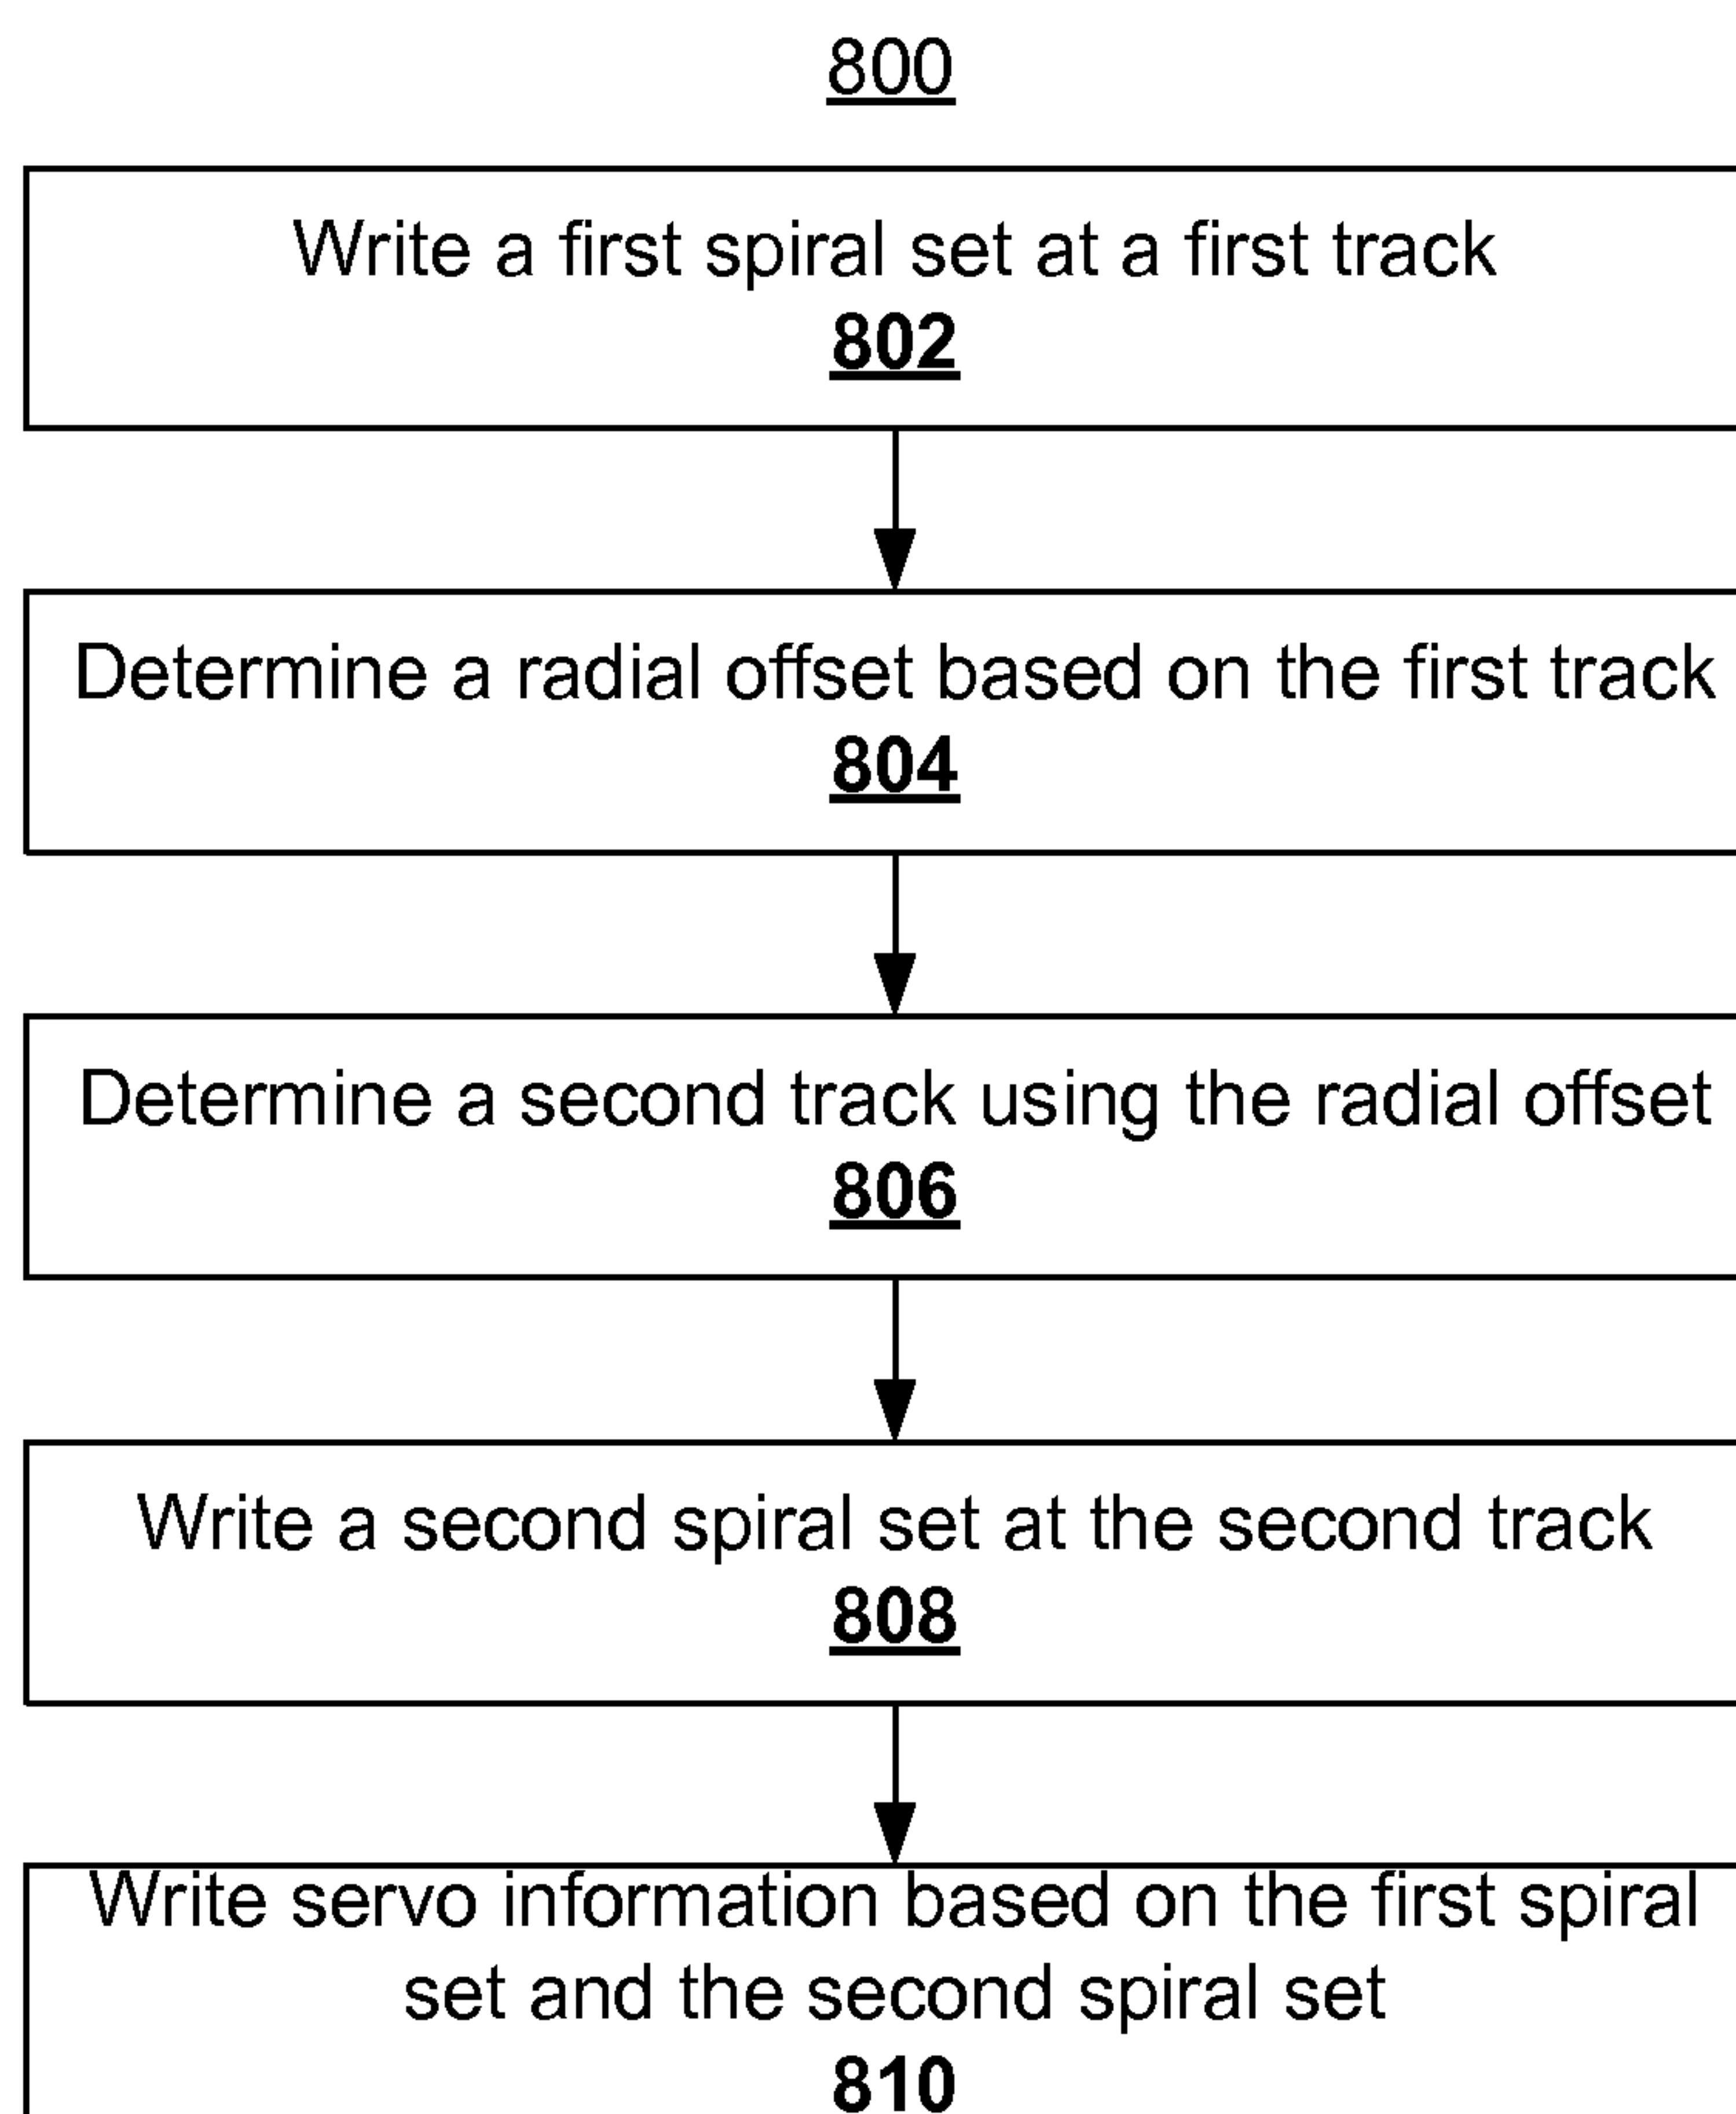 800
Write a first spiral set at a first track
802
Determine a radial offset based on the first track
804
Determine a second track using the radial offset
806
Write a second spiral set at the second track
808
Write servo information based on the first spiral
set and the second spiral set
810